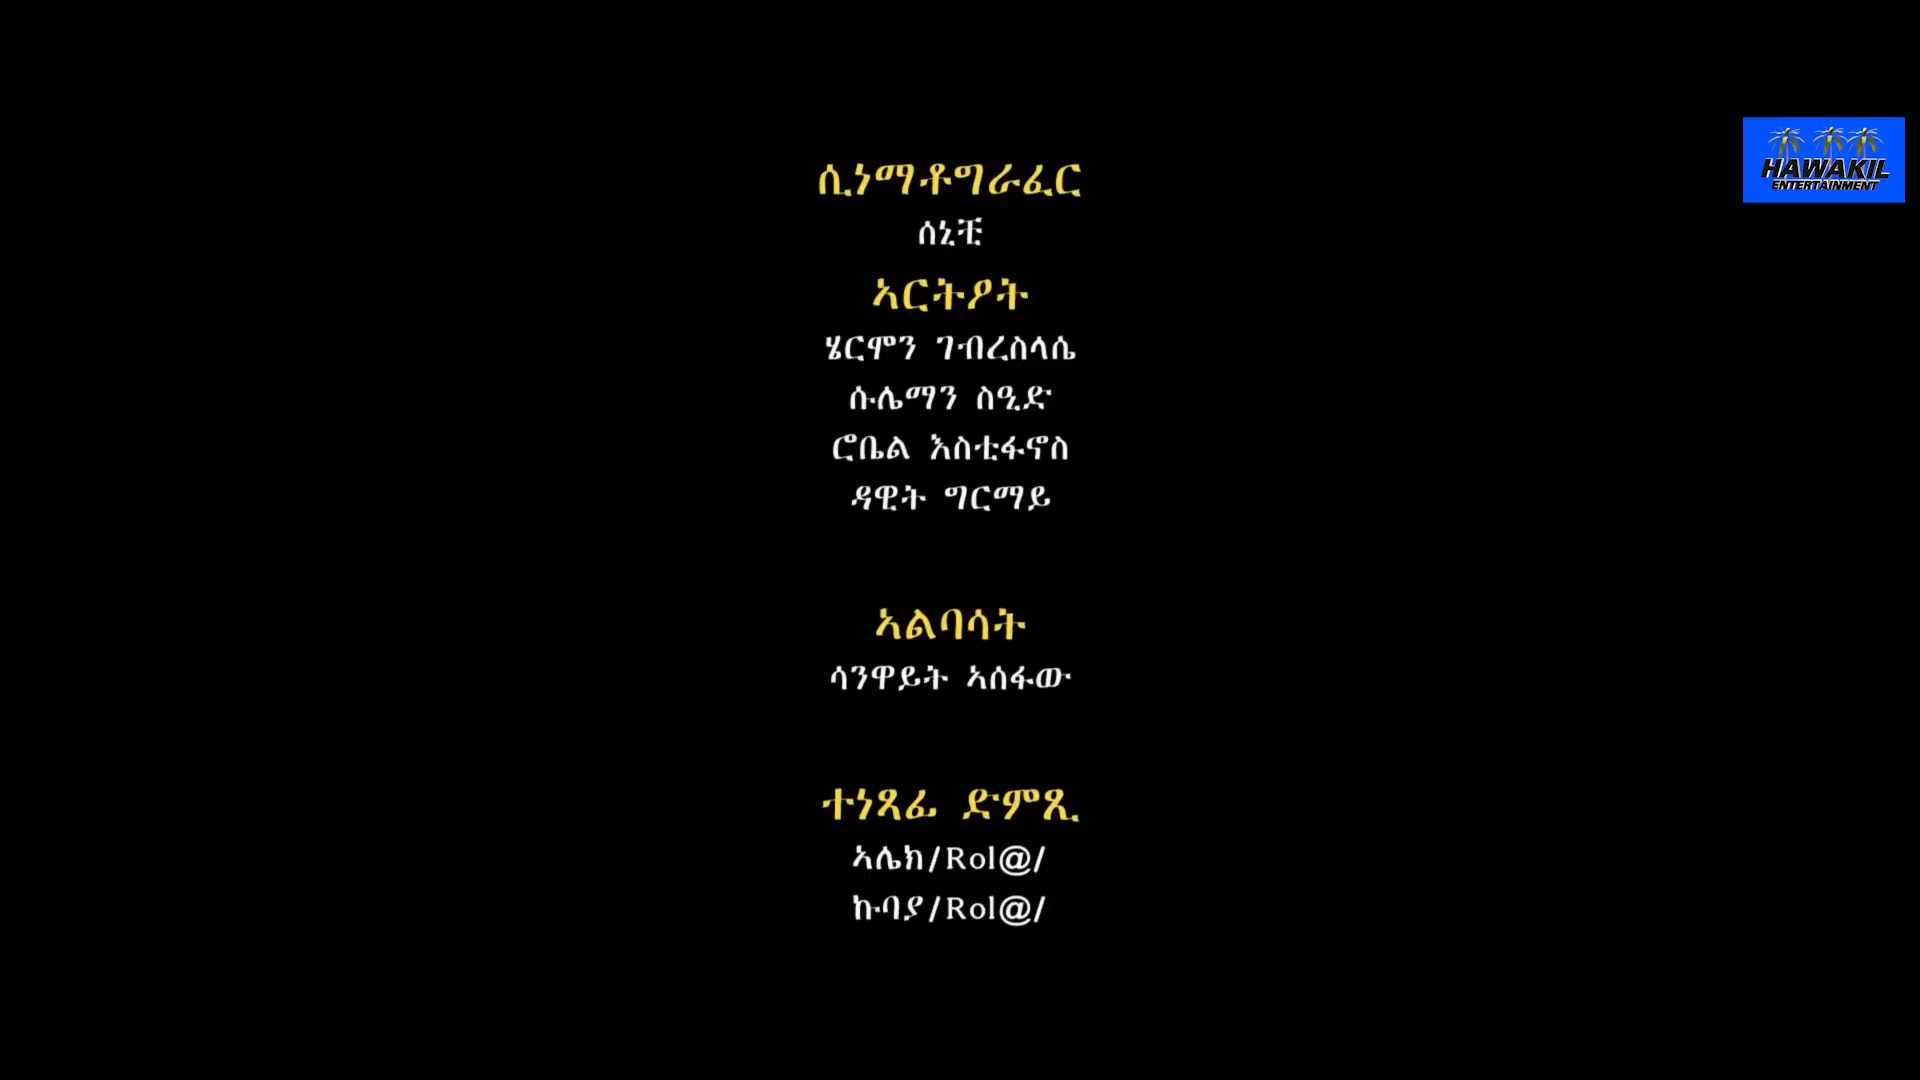 ሲነማቶግራፈር
ሰኒቺ
ኣርትዖት
ሄርሞን ገብረስላሴ
ሱሌማን ስዒድ
ሮቤል እስቲፋኖስ
ዳዊት ግርማይ
ኣልባሳት
ሳንዋይት ኣሰፋው
ተነጻፊ ድምጺ
ኣሌክ/Rol@/
ኩባያ/Rol@/
HAWAKIL
ENTERTAINMENT